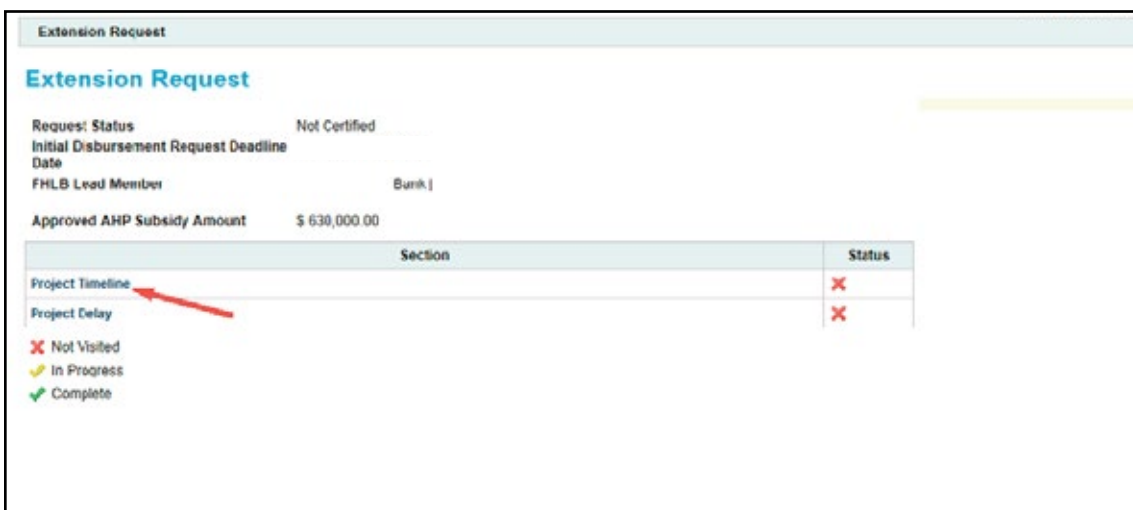 Extension Request
Extension Request
Request Status Not Certified
Initial Disbursement Request Deadline
Date
FHLB Lead Member Bank |
Approved AHP Subsidy Amount $ 630,000.00
Section Status
Project Timeline
Project Delay
Not Visited
In Progress
Complete